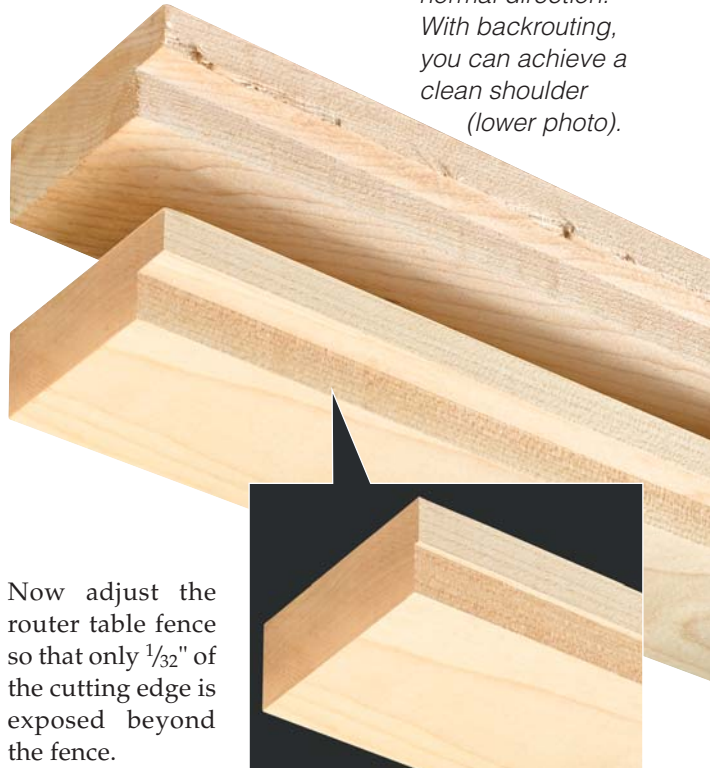 normal direction.
With backrouting,
you can achieve a
clean shoulder
(lower photo).
Now adjust the
router table fence
so that only 1/32" of
the cutting edge is
exposed beyond
the fence.